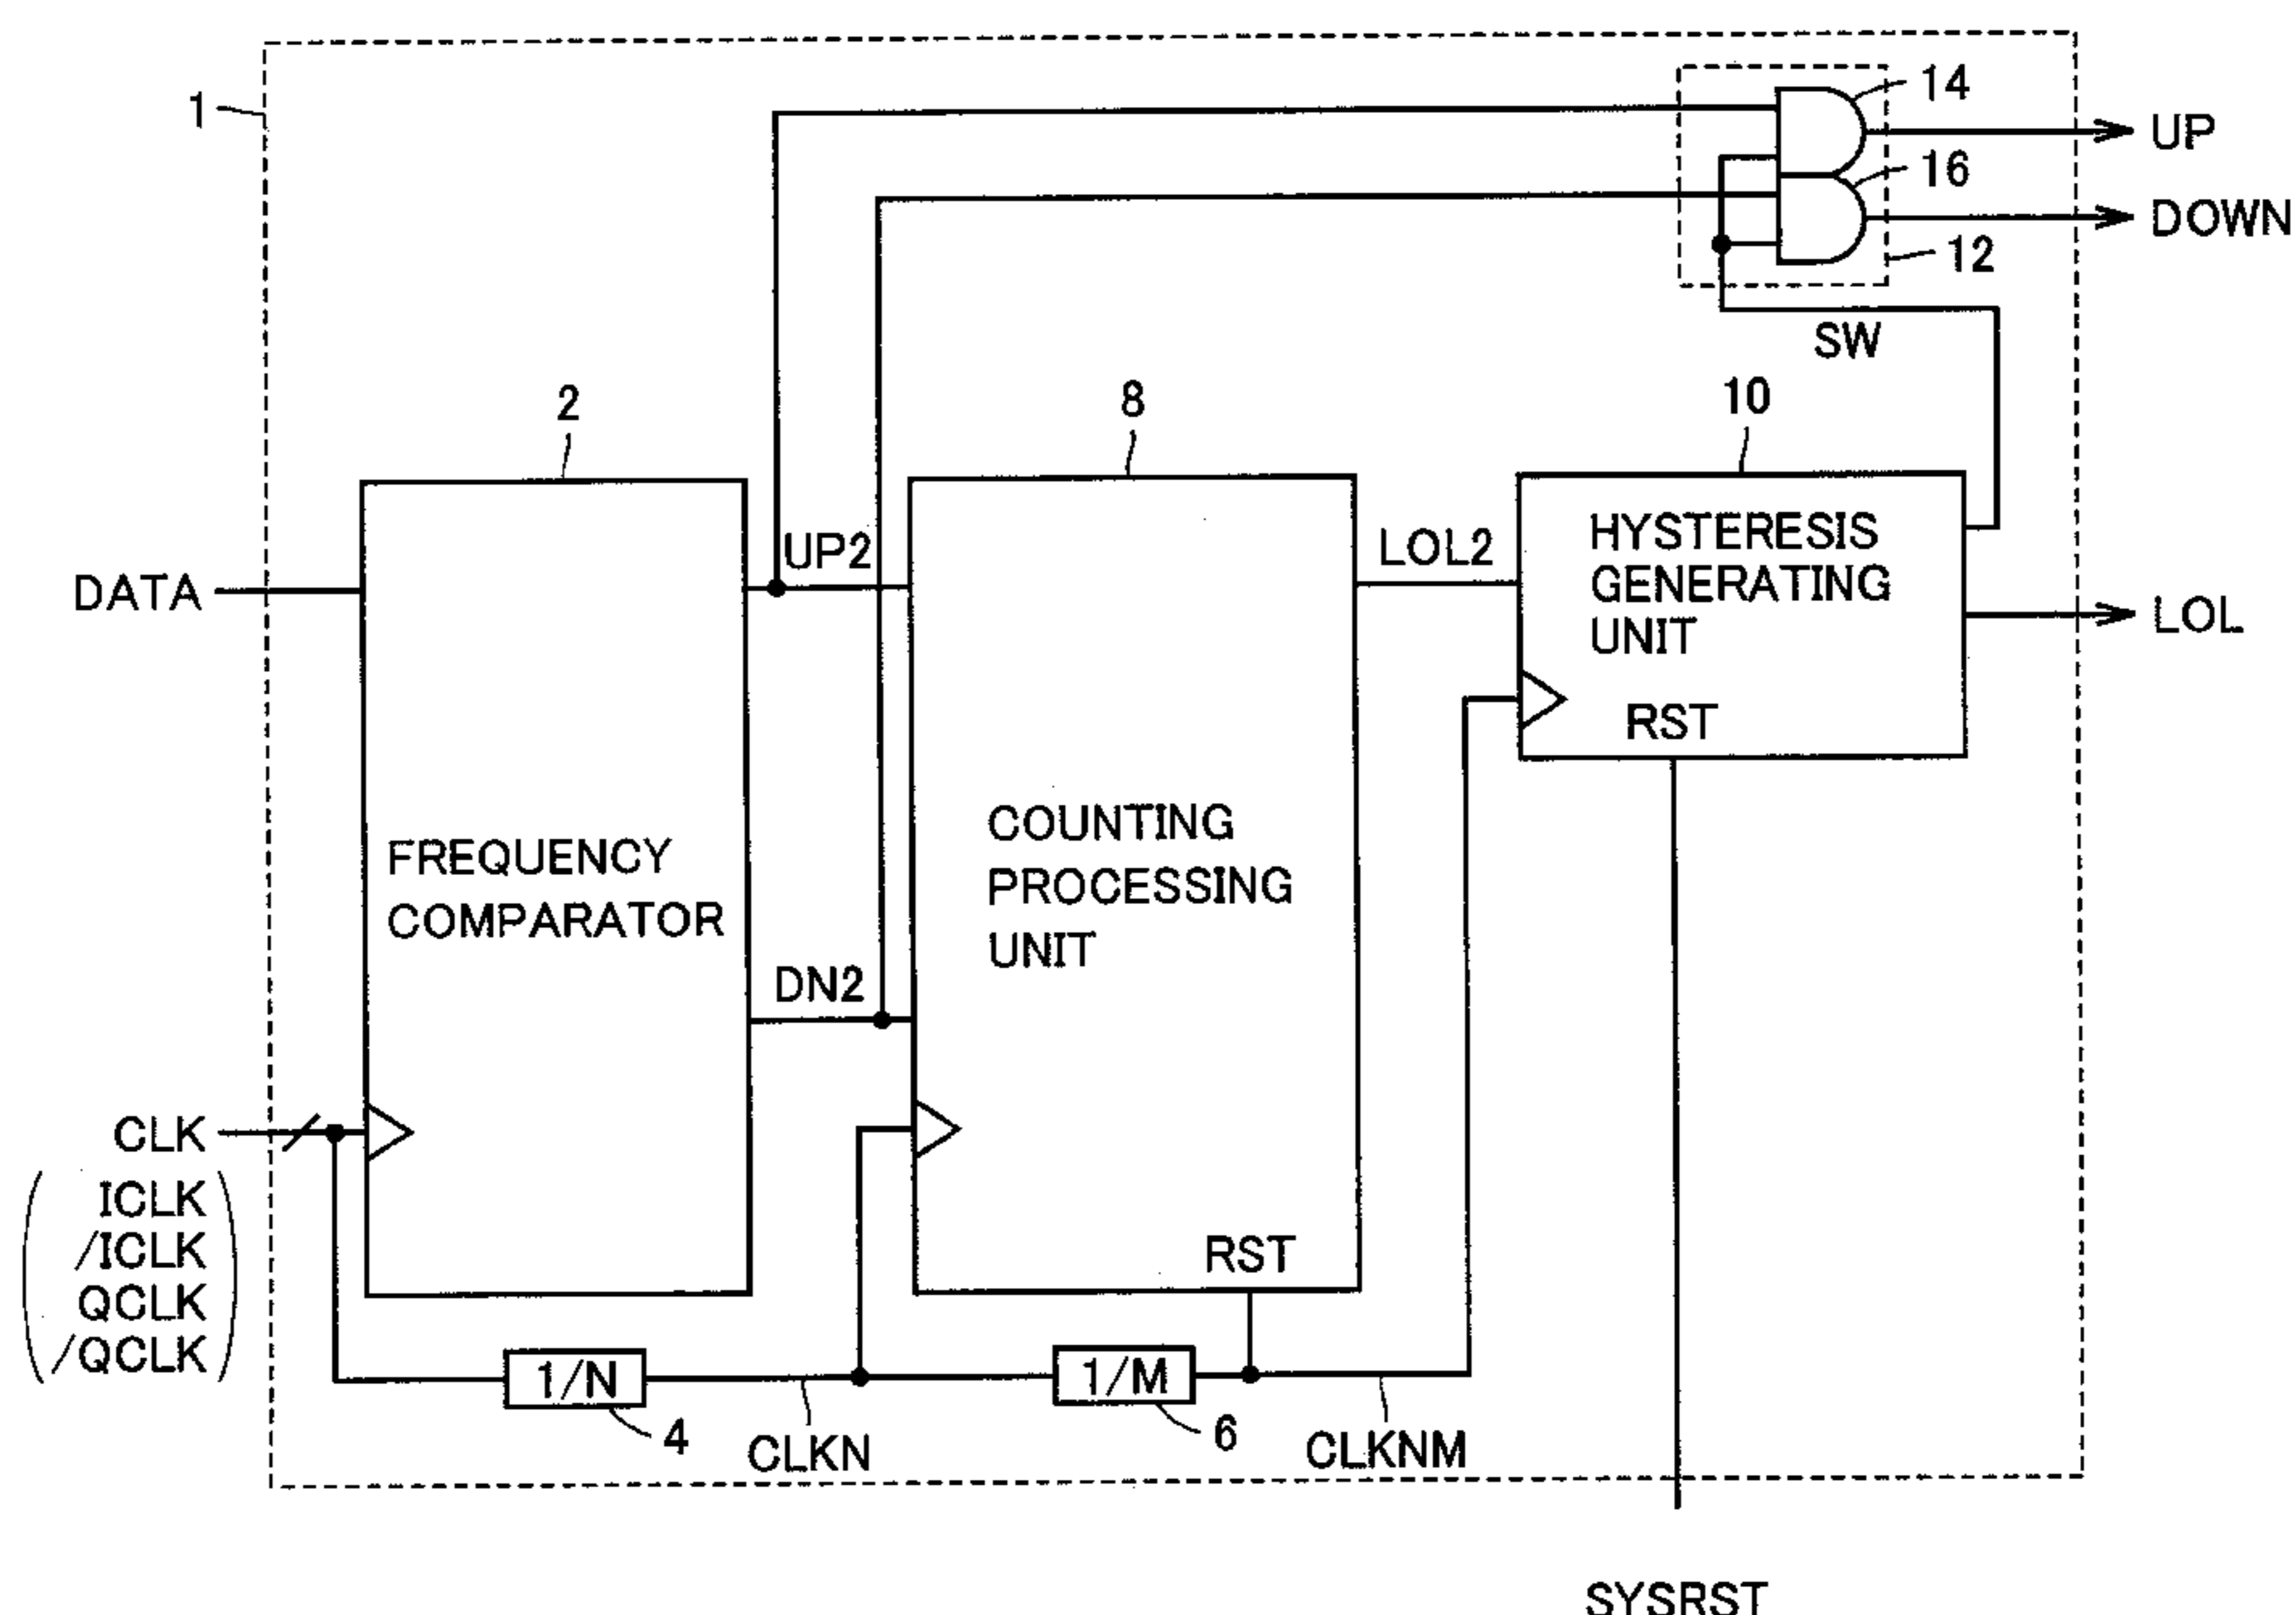 1
14
UP
16
DOWN
12
SW
2
8
10
UP2
LOL2
HYSTERESIS
GENERATING
UNIT
DATA
LOL
RST
FREQUENCY
COMPARATOR
COUNTING
PROCESSING
UNIT
DN2
CLK
ICLK
/ICLK
QCLK
/QCLK
RST
1/N
1/M
4
CLKN
6
CLKNM
SYSRST